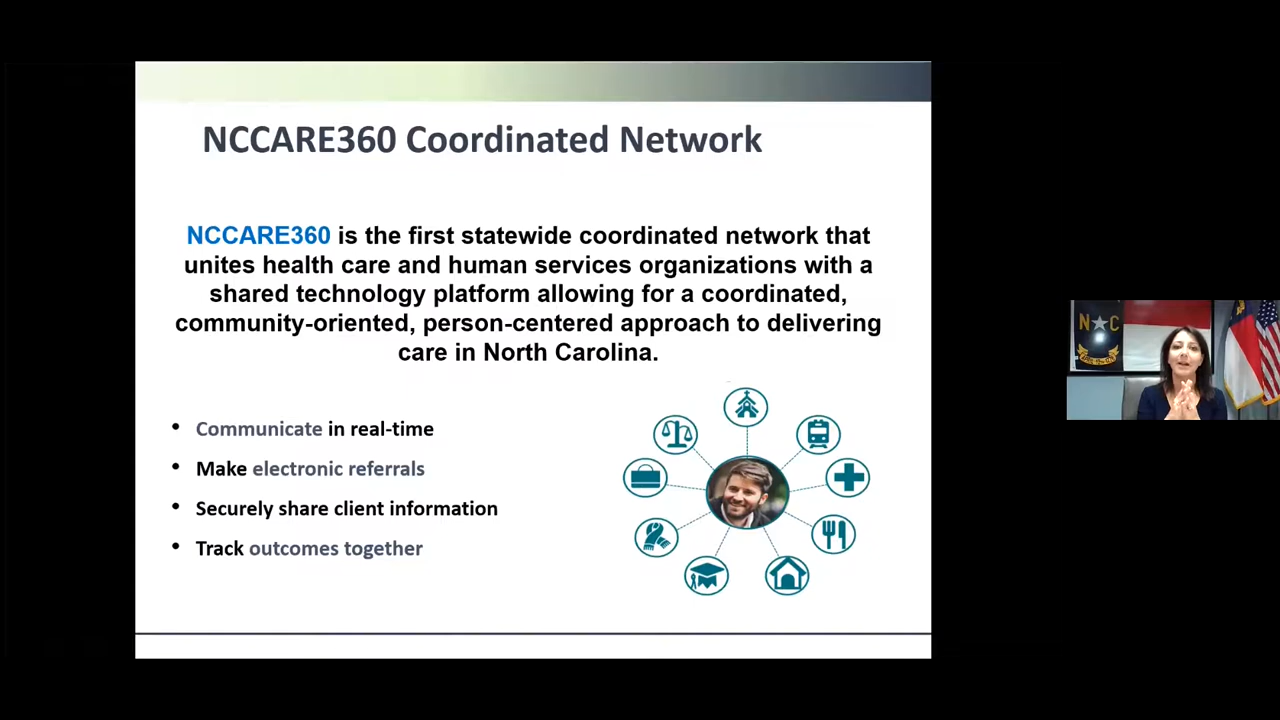 NCCARE360 Coordinated Network
NCCARE360 is the first statewide coordinated network that
unites health care and human services organizations with a
shared technology platform allowing for a coordinated,
community-oriented, person-centered approach to delivering
care in North Carolina.
• Communicate in real-time
• Make electronic referrals
• Securely share client information
• Track outcomes together
N C